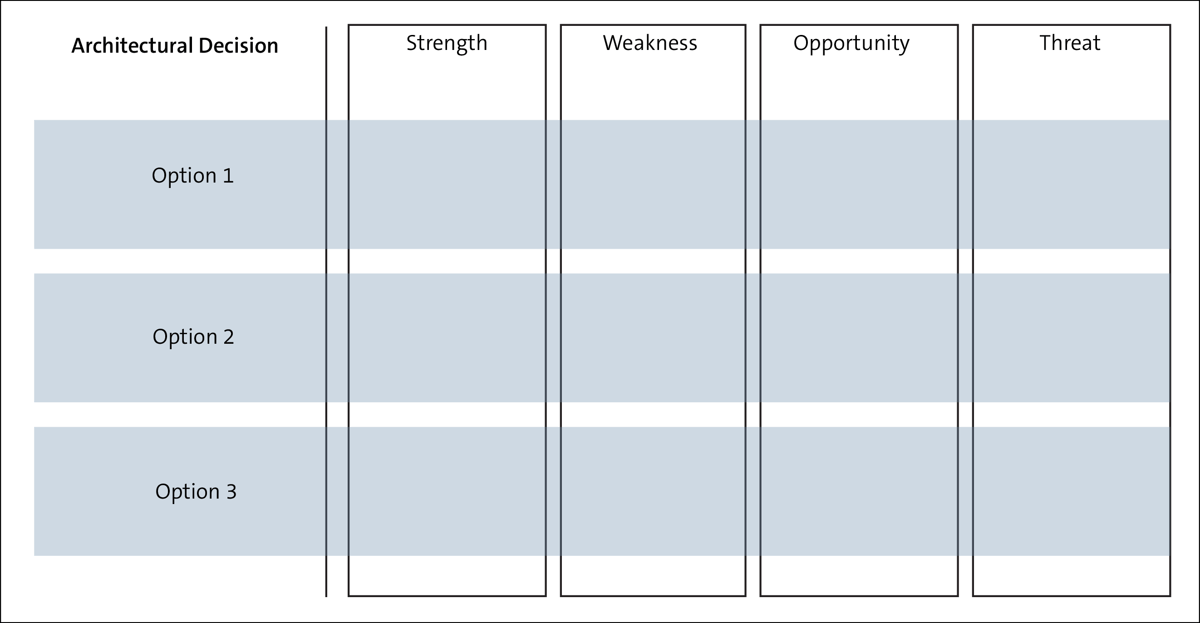 Architectural Decision
Strength
Weakness
Opportunity
Threat
Option 1
Option 2
Option 3